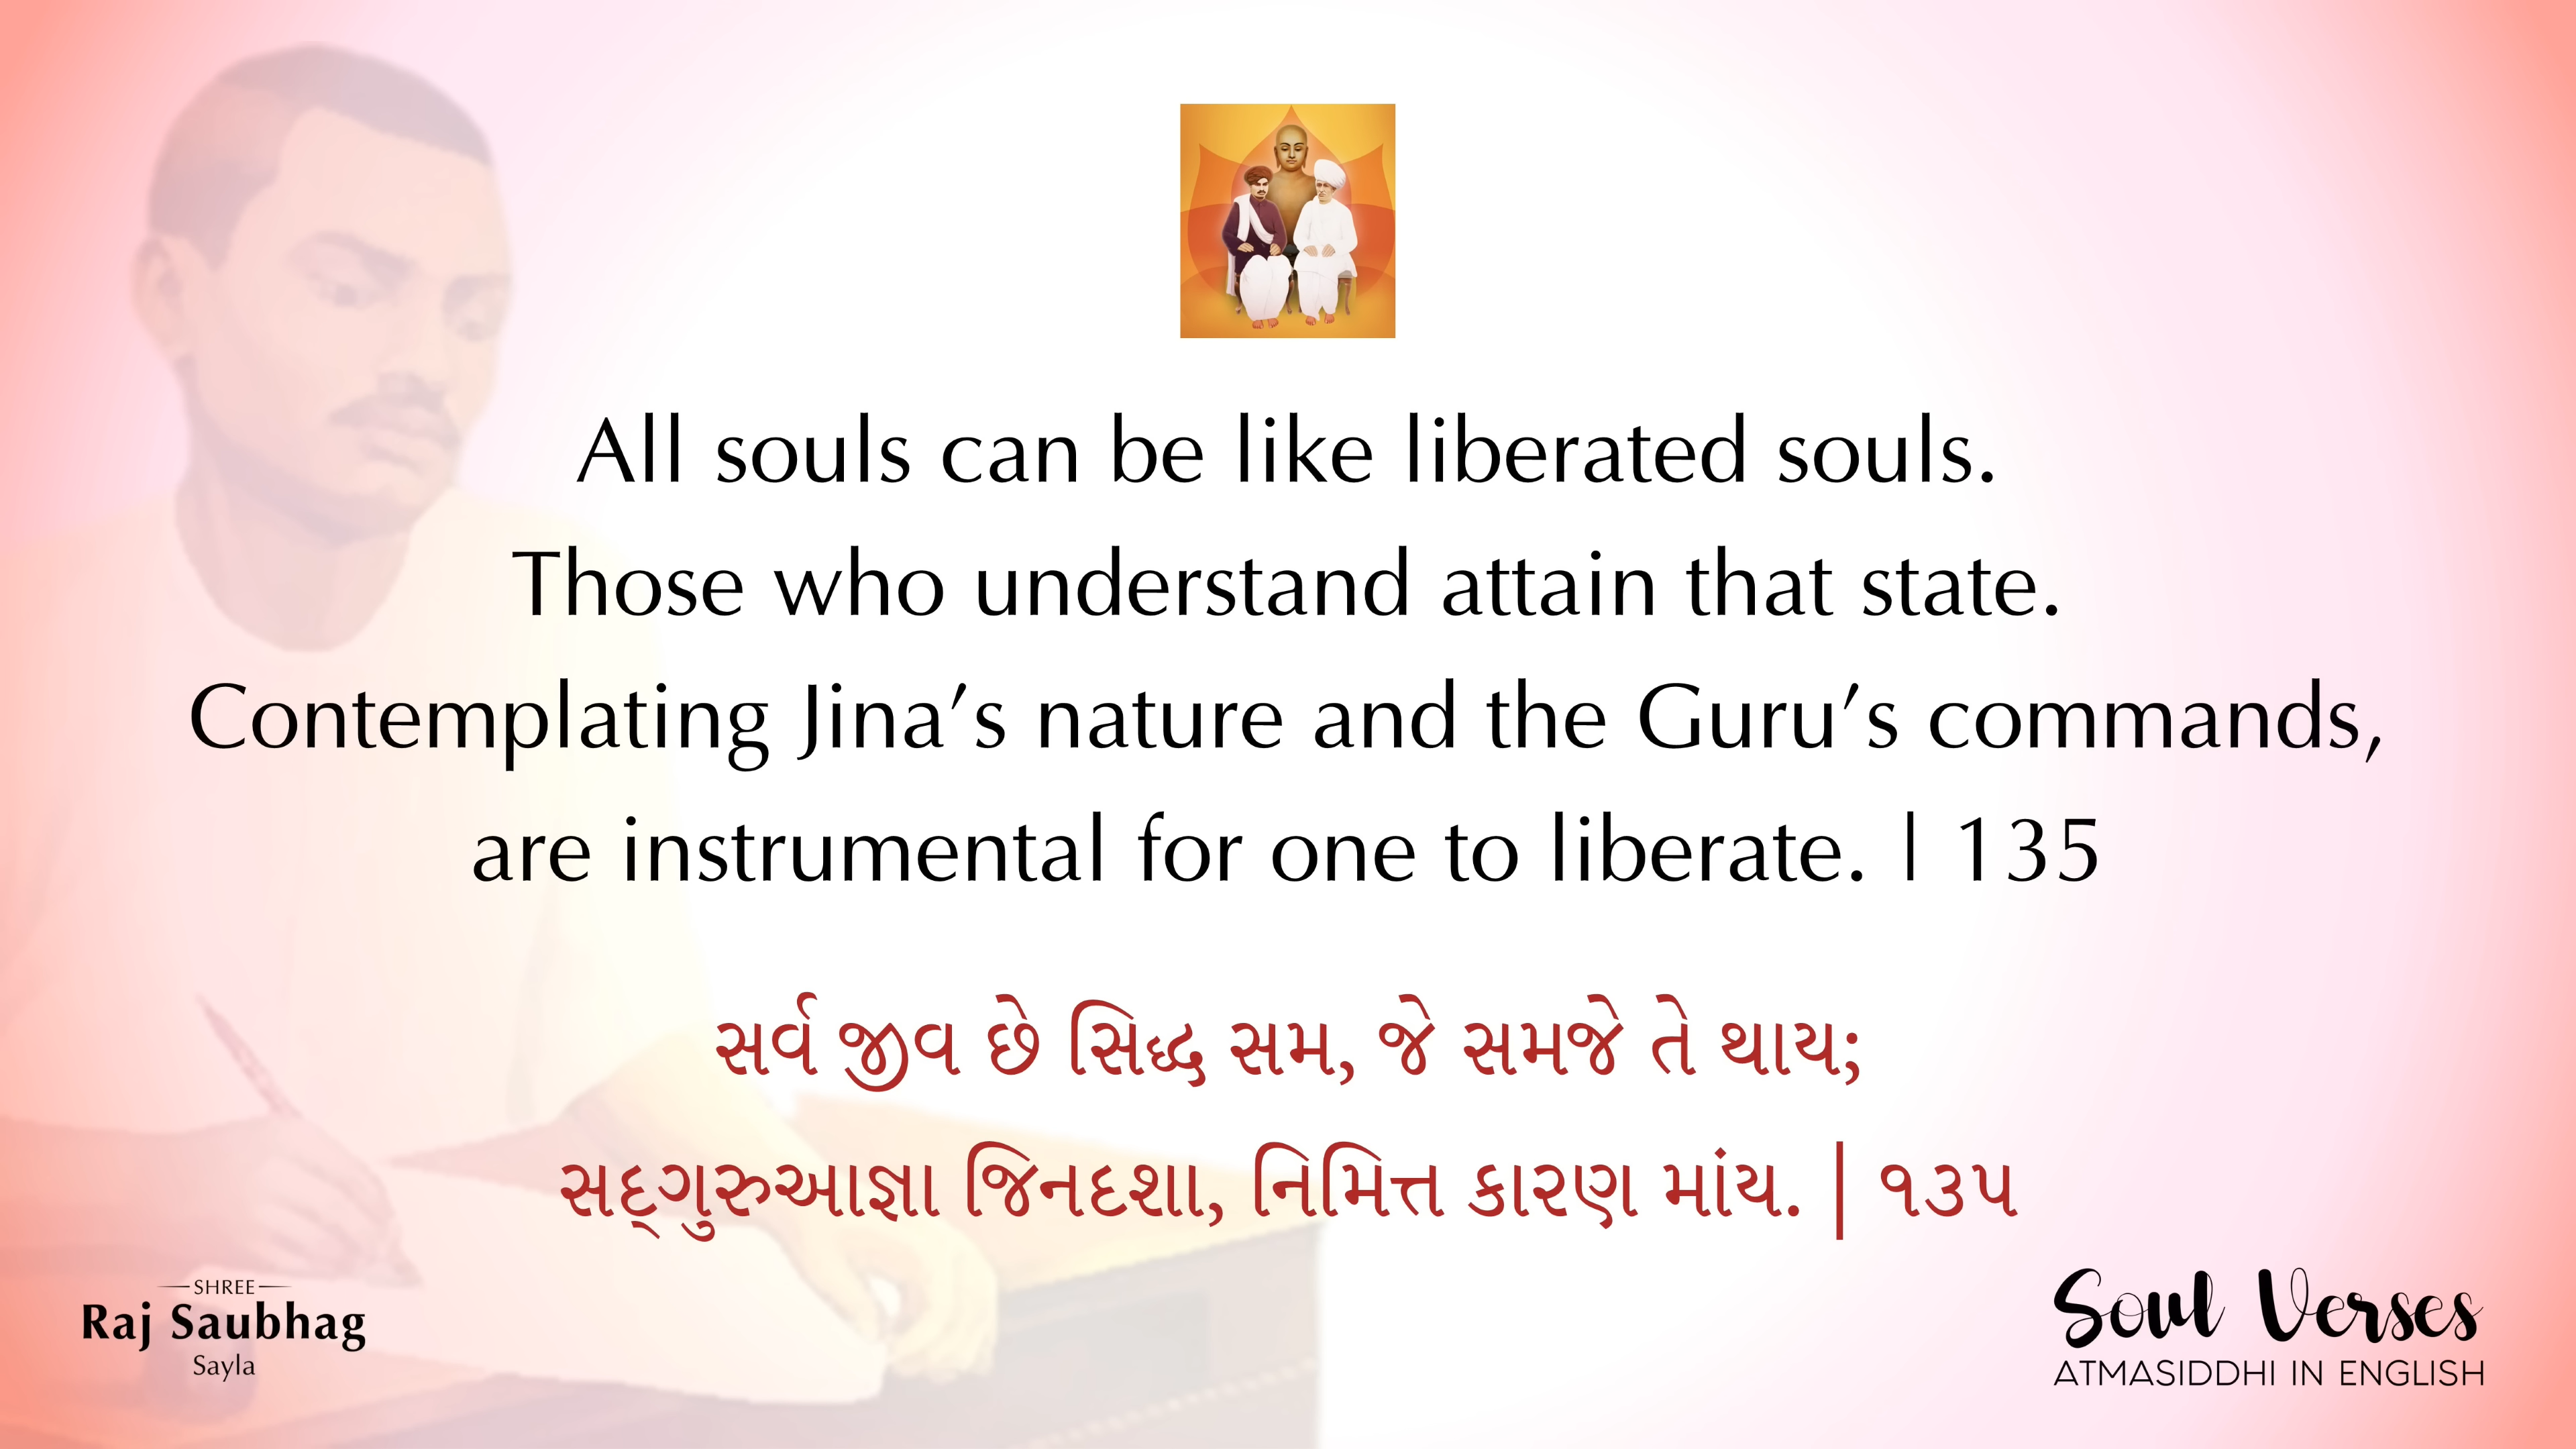 All souls can be like liberated souls.
Those who understand attain that state.
Contemplating Jina’s nature and the Guru’s commands,
are instrumental for one to liberate. | 135
સર્વ જીવ છે સિદ્ધ સમ, જે સમજે તે થાય;
સદ્‌ગુરુઆજ્ઞા જિનદશા, નિમિત્ત કારણ માંય. | ૧૩૫
SHREE
Raj Saubhag
Sayla
Soul Verses
ATMASIDDHI IN ENGLISH